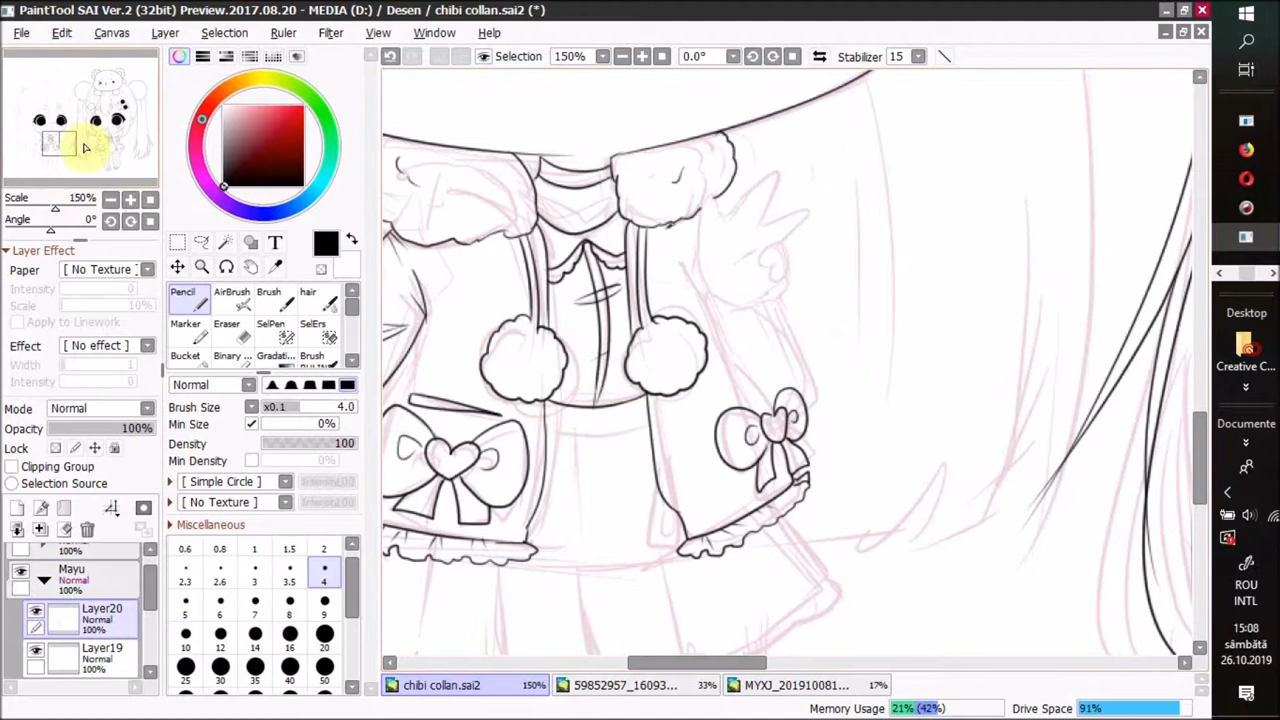 PaintTool SAI Ver.2 (32bit) Preview.2017.08.20 - MEDIA (D:) / Desen / chibi collan.sai2 (*)
File Edit Canvas Layer Selection Ruler Filter View Window Help
Selection 150% 0.0° Stabilizer 15
Scale 150%
Angle 0°
Layer Effect
Paper [ No Texture ]
Intensity 0
Scale 10%
Apply to Linework
Effect [ No effect ]
Width 1
Intensity
Mode Normal
Opacity 100%
Lock
Clipping Group
Selection Source
100%
Mayu
Normal
100%
Layer20
Normal
100%
Layer19
Normal
100%
T
Pencil AirBrush Brush hair
Marker Eraser SelPen SelErs
Bucket Binary ... Gradati... Brush
Normal
Brush Size x0.1 4.0
Min Size 0%
Density 100
Min Density 0%
[ Simple Circle ]
[ No Texture ]
Miscellaneous
0.6 0.8 1 1.5 2
2.3 2.6 3 3.5 4
5 6 7 8 9
10 12 14 16 20
25 30 35 40 50
chibi collan.sai2 150% 59852957_16093... 33% MYXJ_201910081... 17%
Memory Usage 21% (42%) Drive Space 91%
Desktop
Creative C...
Documente
ROU
INTL
15:08
sâmbătă
26.10.2019